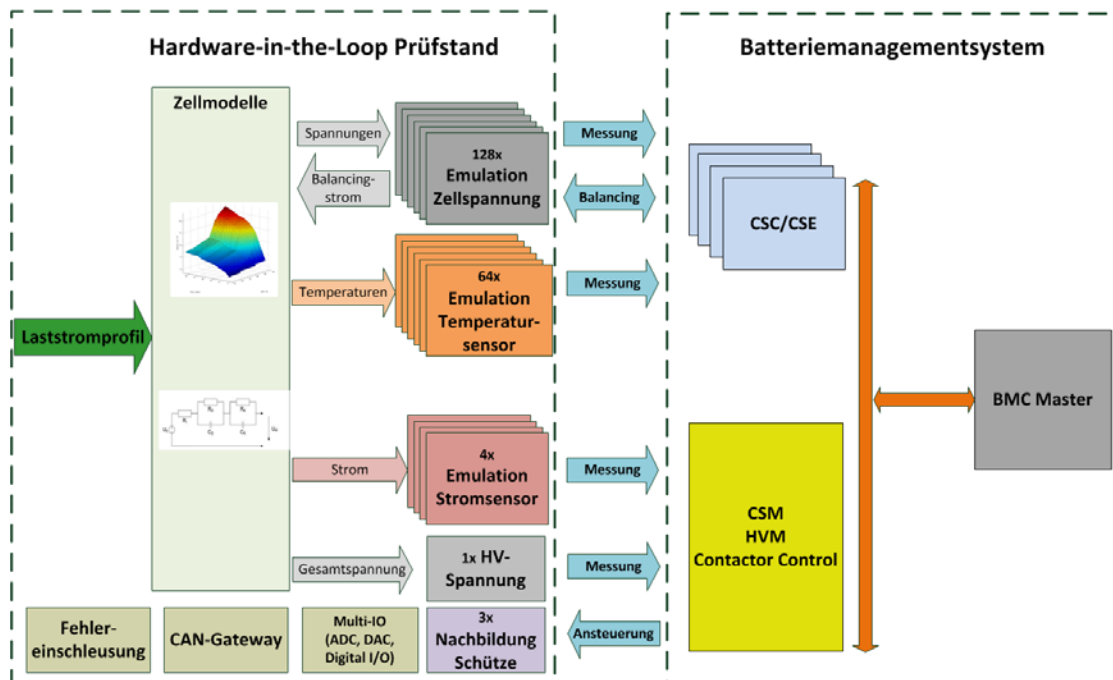 Hardware-in-the-Loop Prüfstand
Batteriemanagementsystem
Zellmodelle
Spannungen
Balancing-
strom
128x
Emulation
Zellspannung
Messung
Balancing
CSC/CSE
Temperaturen
64x
Emulation
Temperatur-
sensor
Messung
Laststromprofil
BMC Master
Strom
4x
Emulation
Stromsensor
Messung
CSM
HVM
Contactor Control
Gesamtspannung
1x HV-
Spannung
Messung
Fehler-
einschleusung
CAN-Gateway
Multi-IO
(ADC, DAC,
Digital I/O)
3x
Nachbildung
Schütze
Ansteuerung